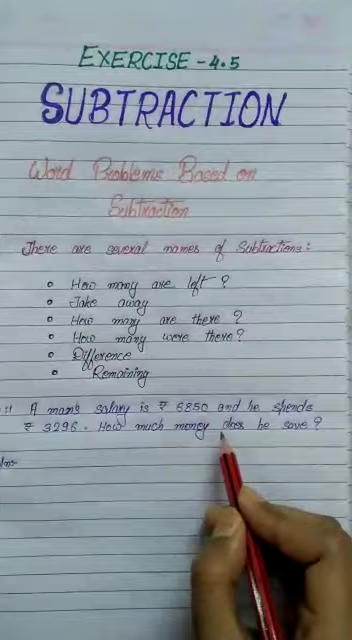 EXERCISE - 4.5
SUBTRACTION
Word Problems Based on
Subtraction
There are several names of Subtractions:
• How many are left?
• Take away
• How many are there?
• How many were there?
• Difference
• Remaining
A man's salary is ₹ 6850 and he spends
₹ 3296. How much money does he save?
Ans-